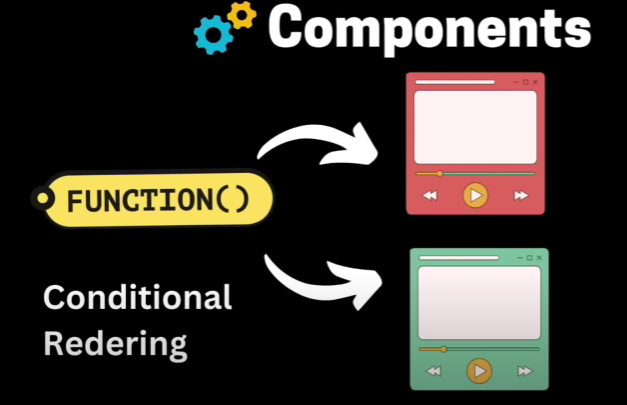 Components
FUNCTION()
Conditional
Redering